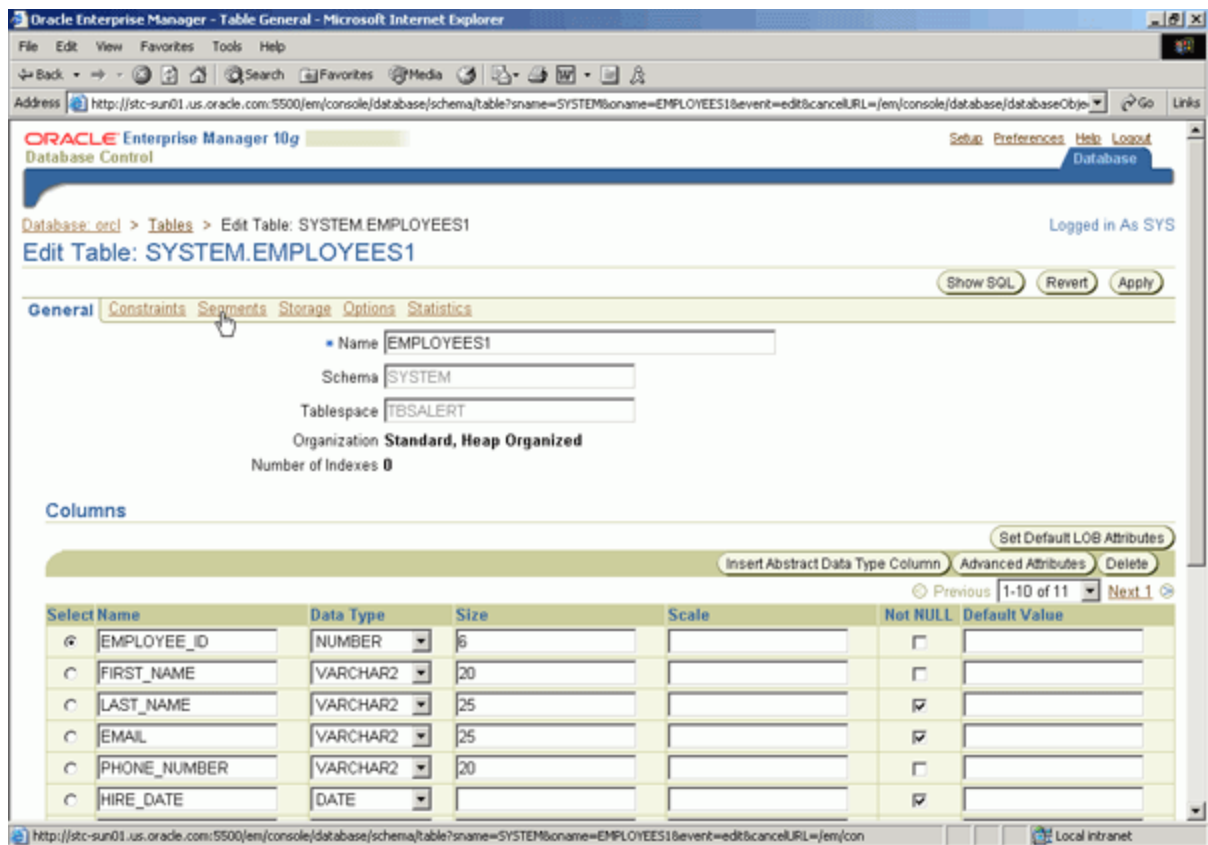 Oracle Enterprise Manager - Table General - Microsoft Internet Explorer
File Edit View Favorites Tools Help
Back Search Favorites Media
Address http://stc-sun01.us.oracle.com:5500/em/console/database/schema/table?sname=SYSTEM&oname=EMPLOYEES1&event=edit&cancelURL=/em/console/database/databaseObje Go Links
ORACLE Enterprise Manager 10g
Database Control
Setup Preferences Help Logout
Database
Database: orcl > Tables > Edit Table: SYSTEM.EMPLOYEES1
Logged in As SYS
Edit Table: SYSTEM.EMPLOYEES1
Show SQL Revert Apply
General Constraints Segments Storage Options Statistics
Name EMPLOYEES1
Schema SYSTEM
Tablespace TBSALERT
Organization Standard, Heap Organized
Number of Indexes 0
Columns
Set Default LOB Attributes
Insert Abstract Data Type Column Advanced Attributes Delete
Previous 1-10 of 11 Next 1
Select Name Data Type Size Scale Not NULL Default Value
EMPLOYEE_ID NUMBER 6
FIRST_NAME VARCHAR2 20
LAST_NAME VARCHAR2 25
EMAIL VARCHAR2 25
PHONE_NUMBER VARCHAR2 20
HIRE_DATE DATE
http://stc-sun01.us.oracle.com:5500/em/console/database/schema/table?sname=SYSTEM&oname=EMPLOYEES1&event=edit&cancelURL=/em/con
Local intranet